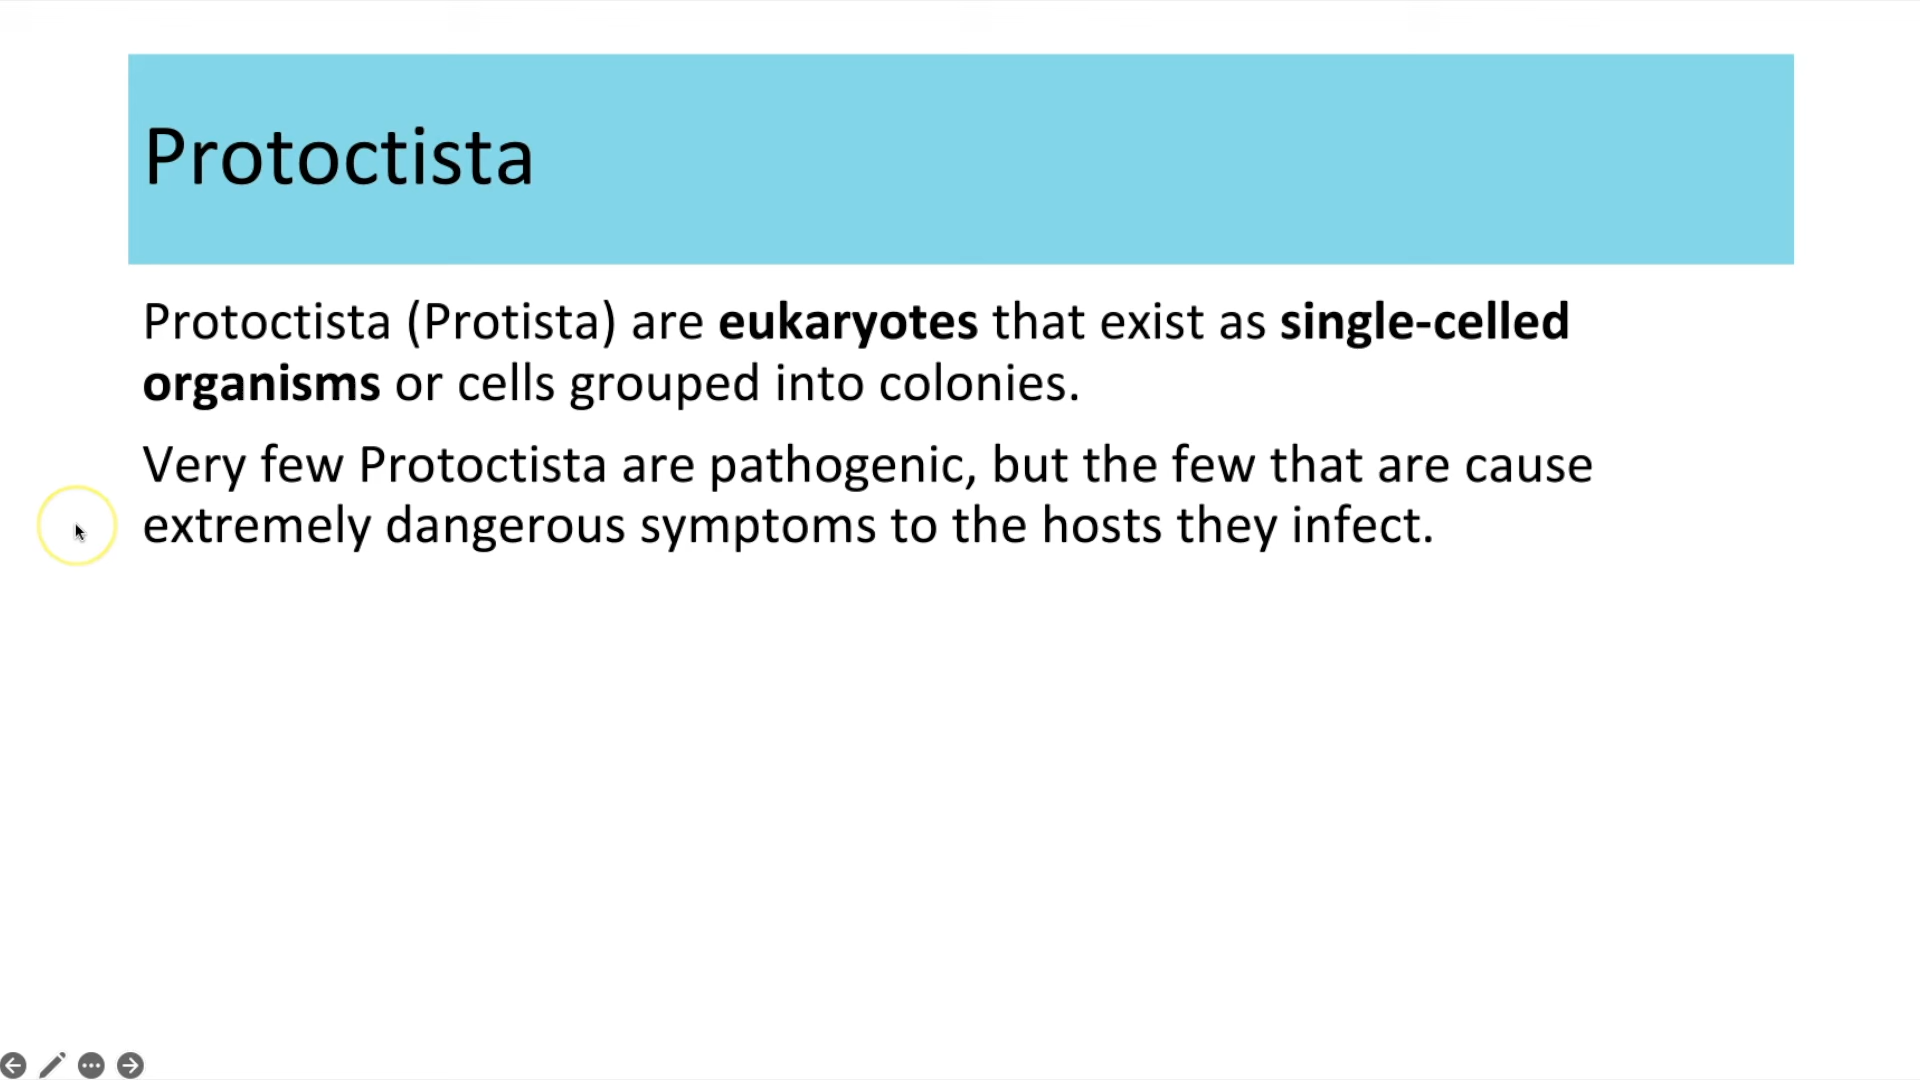 Protoctista
Protoctista (Protista) are eukaryotes that exist as single-celled
organisms or cells grouped into colonies.
Very few Protoctista are pathogenic, but the few that are cause
extremely dangerous symptoms to the hosts they infect.